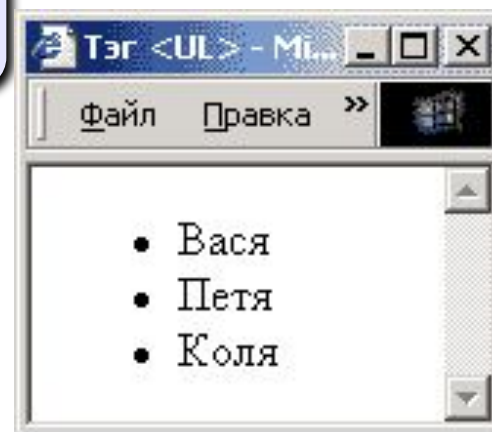 Тэг <UL> - Mi...
Файл Правка »
• Вася
• Петя
• Коля